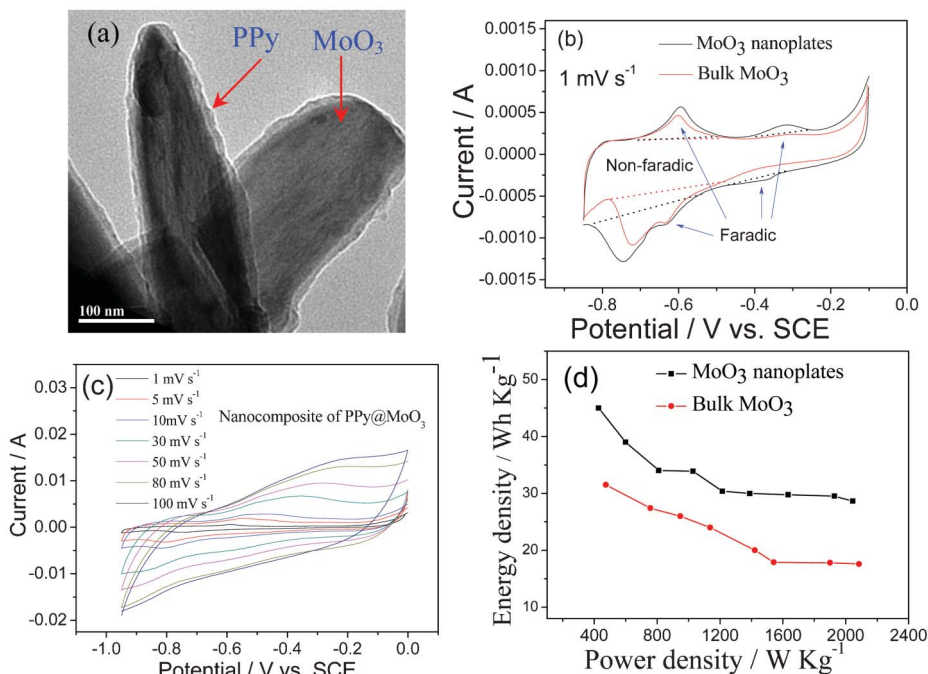 (a)
PPy
MoO₃
100 nm
(b)
MoO₃ nanoplates
Bulk MoO₃
1 mV s⁻¹
Non-faradic
Faradic
Current / A
0.0010
0.0005
0.0000
-0.0005
-0.0010
-0.0015
-0.8
-0.6
-0.4
-0.2
0.0
Potential / V vs. SCE
(c)
1 mV s⁻¹
5 mV s⁻¹
10mV s⁻¹
30 mV s⁻¹
50 mV s⁻¹
80 mV s⁻¹
100 mV s⁻¹
Nanocomposite of PPy@MoO₃
Current / A
0.03
0.02
0.01
0.00
-0.01
-0.02
-1.0
-0.8
-0.6
-0.4
-0.2
0.0
Potential / V vs. SCE
(d)
MoO₃ nanoplates
Bulk MoO₃
Energy density / Wh Kg⁻¹
50
40
30
20
10
400
800
1200
1600
2000
2400
Power density / W Kg⁻¹